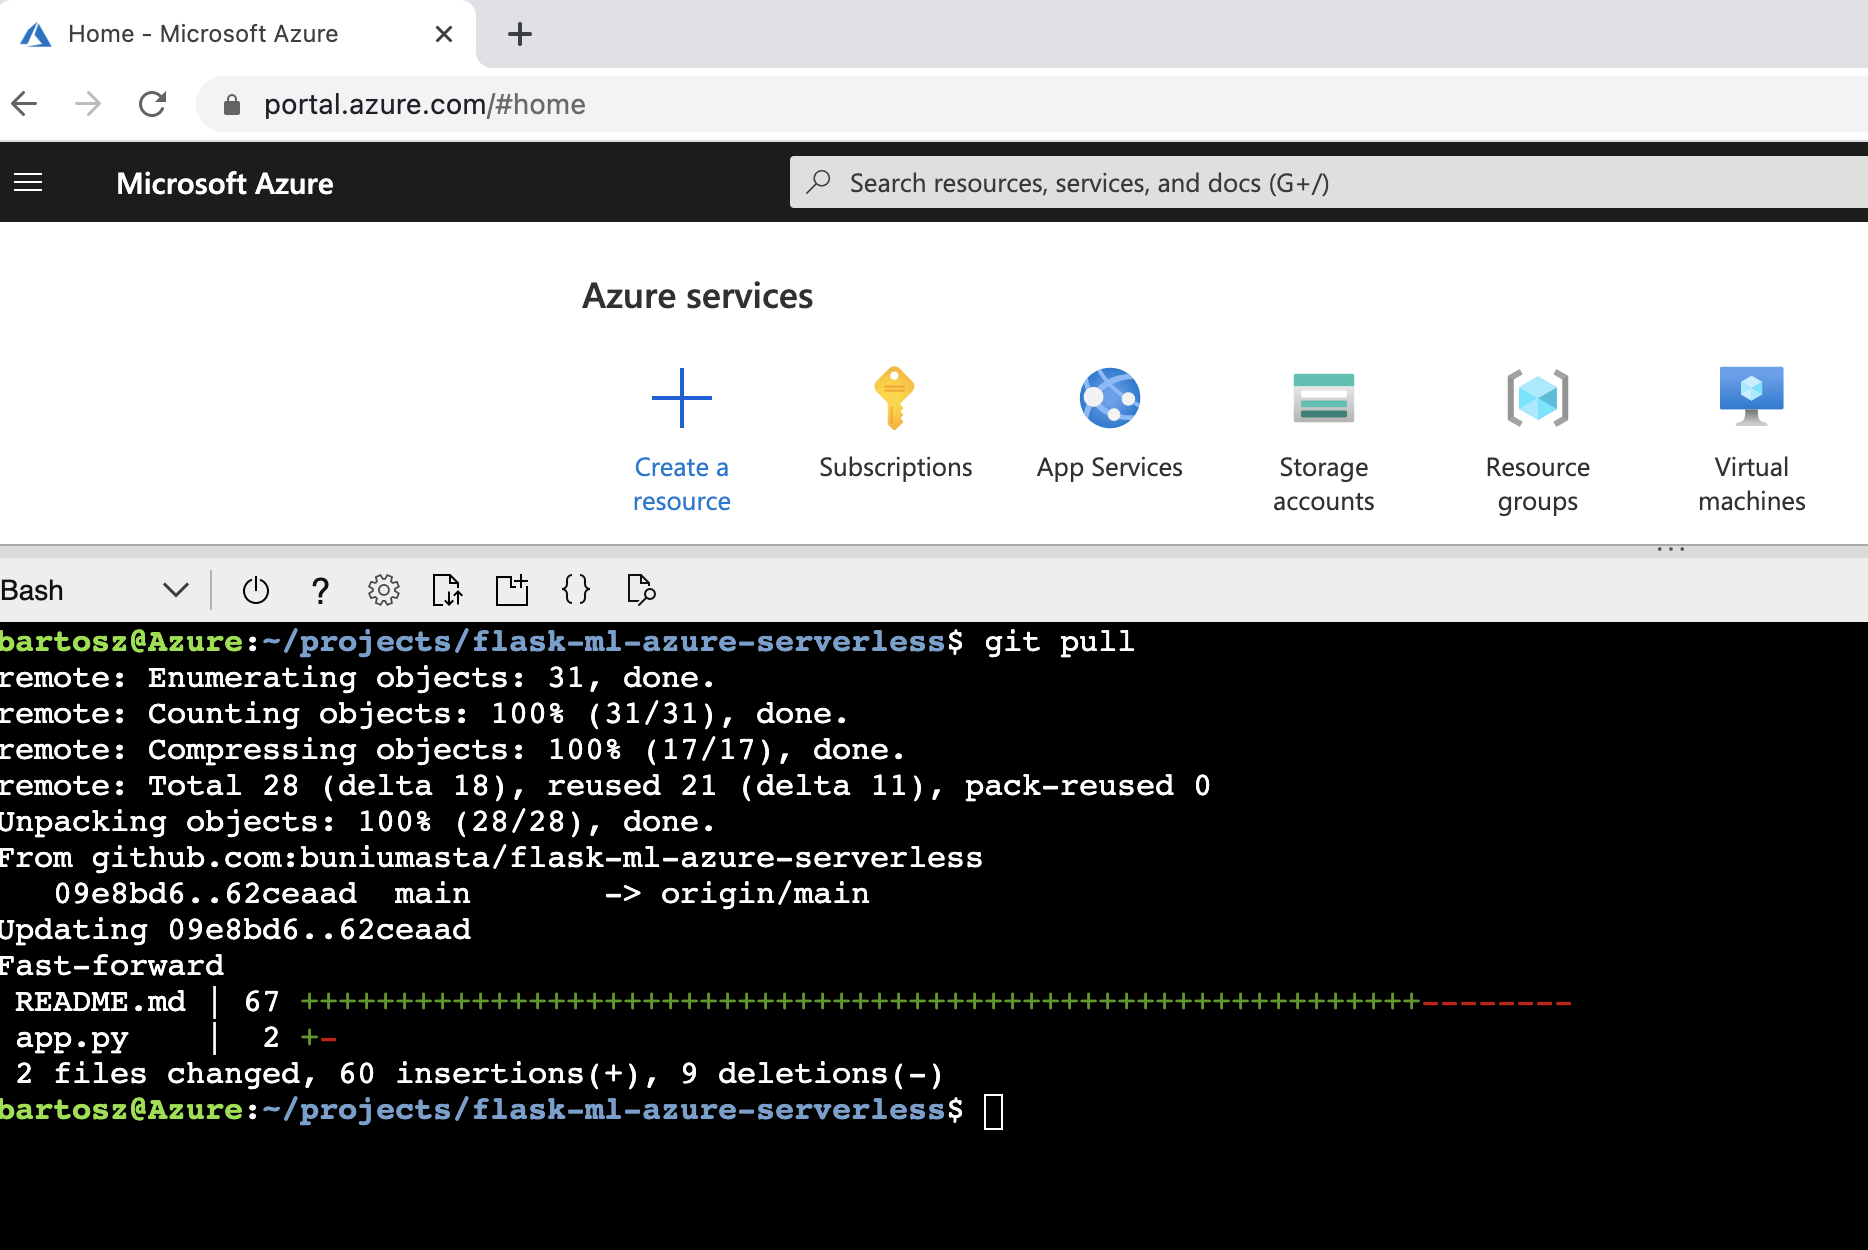 Home - Microsoft Azure
portal.azure.com/#home
Microsoft Azure
Search resources, services, and docs (G+/)
Azure services
Create a resource
Subscriptions
App Services
Storage accounts
Resource groups
Virtual machines
Bash
bartosz@Azure:~/projects/flask-ml-azure-serverless$ git pull
remote: Enumerating objects: 31, done.
remote: Counting objects: 100% (31/31), done.
remote: Compressing objects: 100% (17/17), done.
remote: Total 28 (delta 18), reused 21 (delta 11), pack-reused 0
Unpacking objects: 100% (28/28), done.
From github.com:buniumasta/flask-ml-azure-serverless
   09e8bd6..62ceaad  main       -> origin/main
Updating 09e8bd6..62ceaad
Fast-forward
 README.md | 67 +++++++++++++++++++++++++++++++++++++++++++++++++++++++++++--------
 app.py    |  2 +-
 2 files changed, 60 insertions(+), 9 deletions(-)
bartosz@Azure:~/projects/flask-ml-azure-serverless$